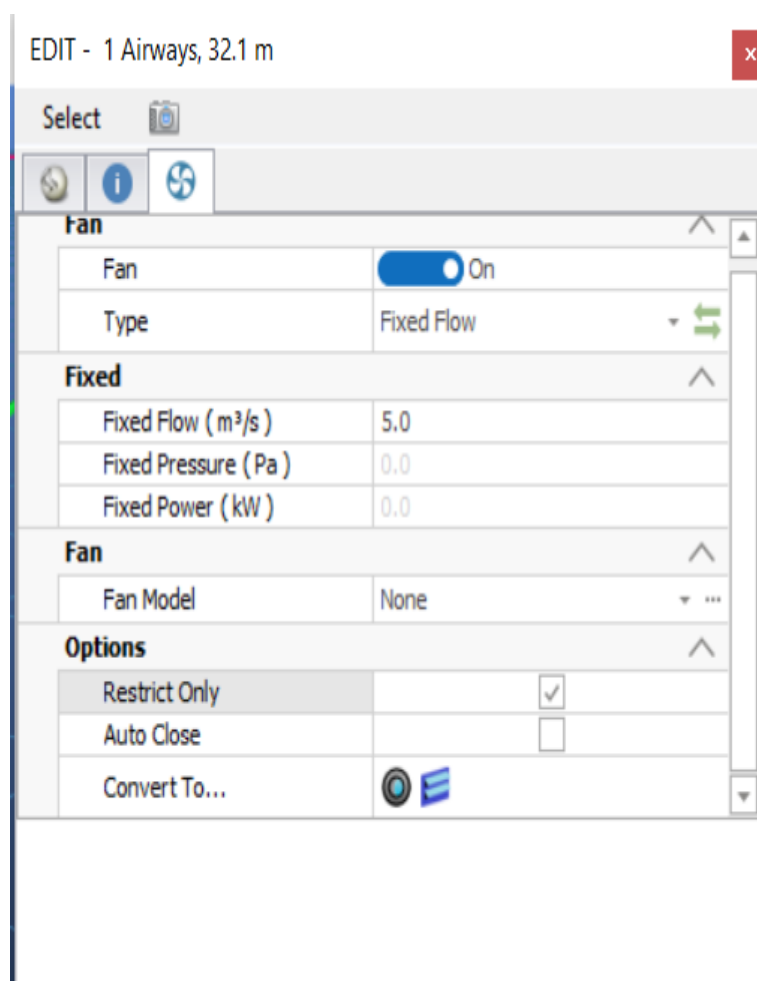 EDIT - 1 Airways, 32.1 m
x
Select
i
Fan
Fan On
Type Fixed Flow
Fixed
Fixed Flow ( m³/s ) 5.0
Fixed Pressure ( Pa ) 0.0
Fixed Power ( kW ) 0.0
Fan
Fan Model None ...
Options
Restrict Only
Auto Close
Convert To...